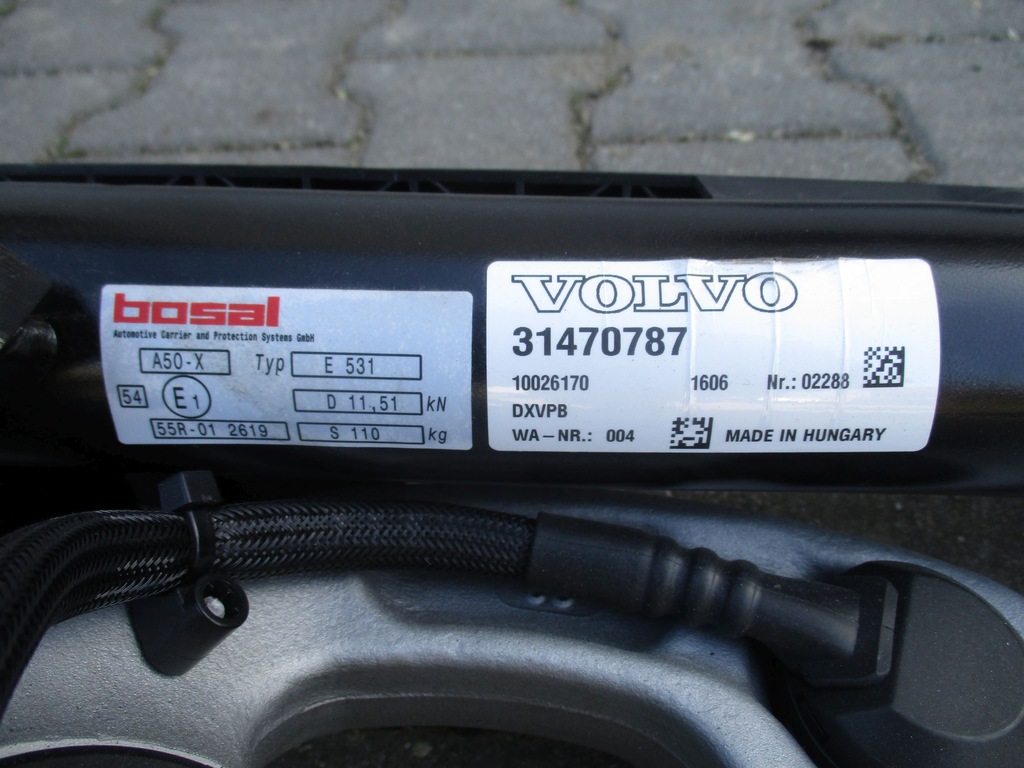 bosal
Automotive Carrier and Protection Systems GmbH
A50-X Typ E 531
54 E1 D 11,51 kN
55R-01 2619 S 110 kg
VOLVO
31470787
10026170 1606 Nr.: 02288
DXVPB
WA-NR.: 004 MADE IN HUNGARY